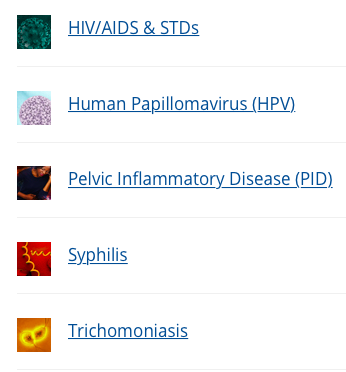 HIV/AIDS & STDs
Human Papillomavirus (HPV)
Pelvic Inflammatory Disease (PID)
Syphilis
Trichomoniasis